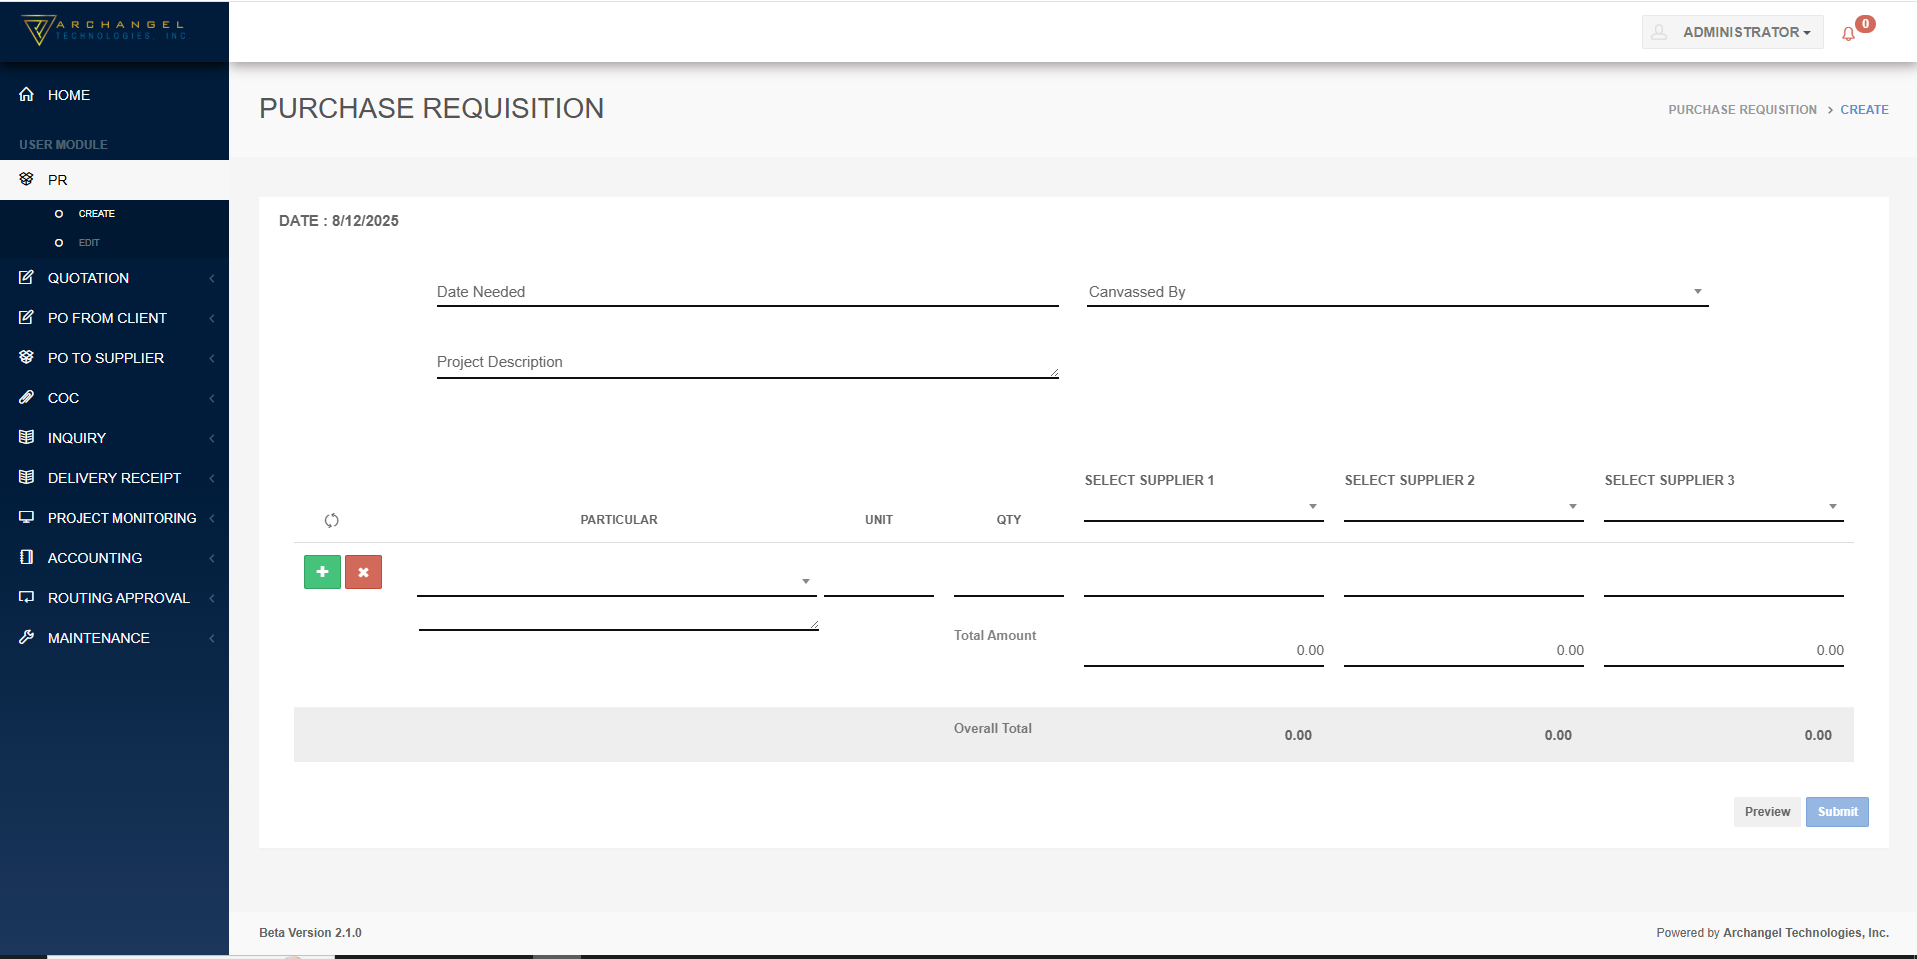 ARCHANGEL
TECHNOLOGIES, INC.
ADMINISTRATOR
0
HOME
USER MODULE
PR
CREATE
EDIT
QUOTATION
PO FROM CLIENT
PO TO SUPPLIER
COC
INQUIRY
DELIVERY RECEIPT
PROJECT MONITORING
ACCOUNTING
ROUTING APPROVAL
MAINTENANCE
PURCHASE REQUISITION
PURCHASE REQUISITION > CREATE
DATE : 8/12/2025
Date Needed
Canvassed By
Project Description
SELECT SUPPLIER 1 SELECT SUPPLIER 2 SELECT SUPPLIER 3
PARTICULAR UNIT QTY
Total Amount
0.00 0.00 0.00
Overall Total
0.00 0.00 0.00
Preview Submit
Beta Version 2.1.0
Powered by Archangel Technologies, Inc.